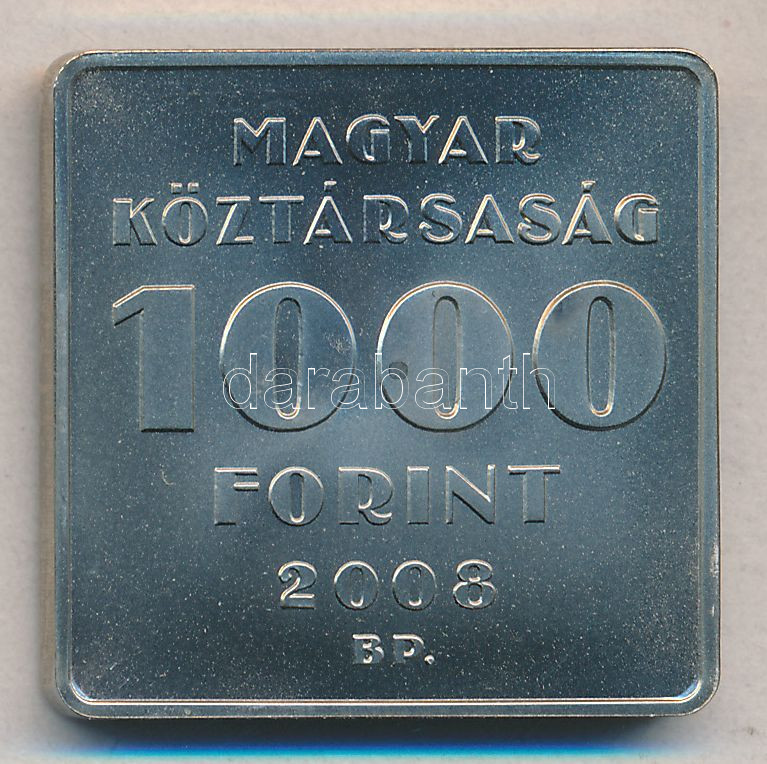 MAGYAR
KÖZTÁRSASÁG
1000
darabanth
FORINT
2008
BP.